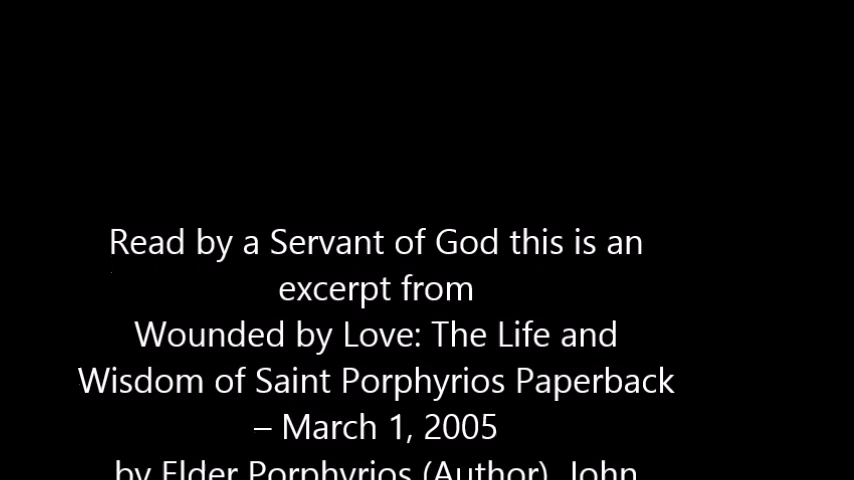 Read by a Servant of God this is an
excerpt from
Wounded by Love: The Life and
Wisdom of Saint Porphyrios Paperback
– March 1, 2005
by Elder Porphyrios (Author), John